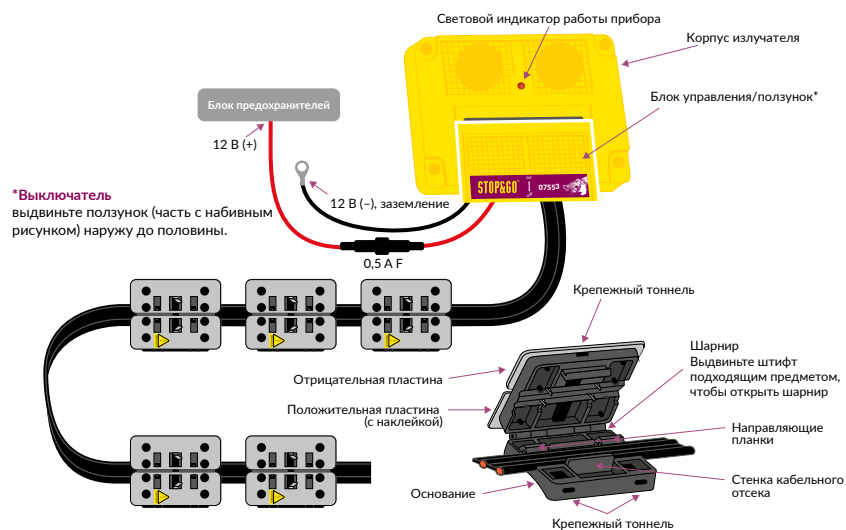 Световой индикатор работы прибора
Корпус излучателя
Блок управления/ползунок*
Блок предохранителей
12 В (+)
12 В (–), заземление
STOP&GO
07553
0,5 A F
*Выключатель
выдвиньте ползунок (часть с набивным
рисунком) наружу до половины.
Крепежный тоннель
Отрицательная пластина
Положительная пластина
(с наклейкой)
Шарнир
Выдвиньте штифт
подходящим предметом,
чтобы открыть шарнир
Направляющие
планки
Стенка кабельного
отсека
Основание
Крепежный тоннель